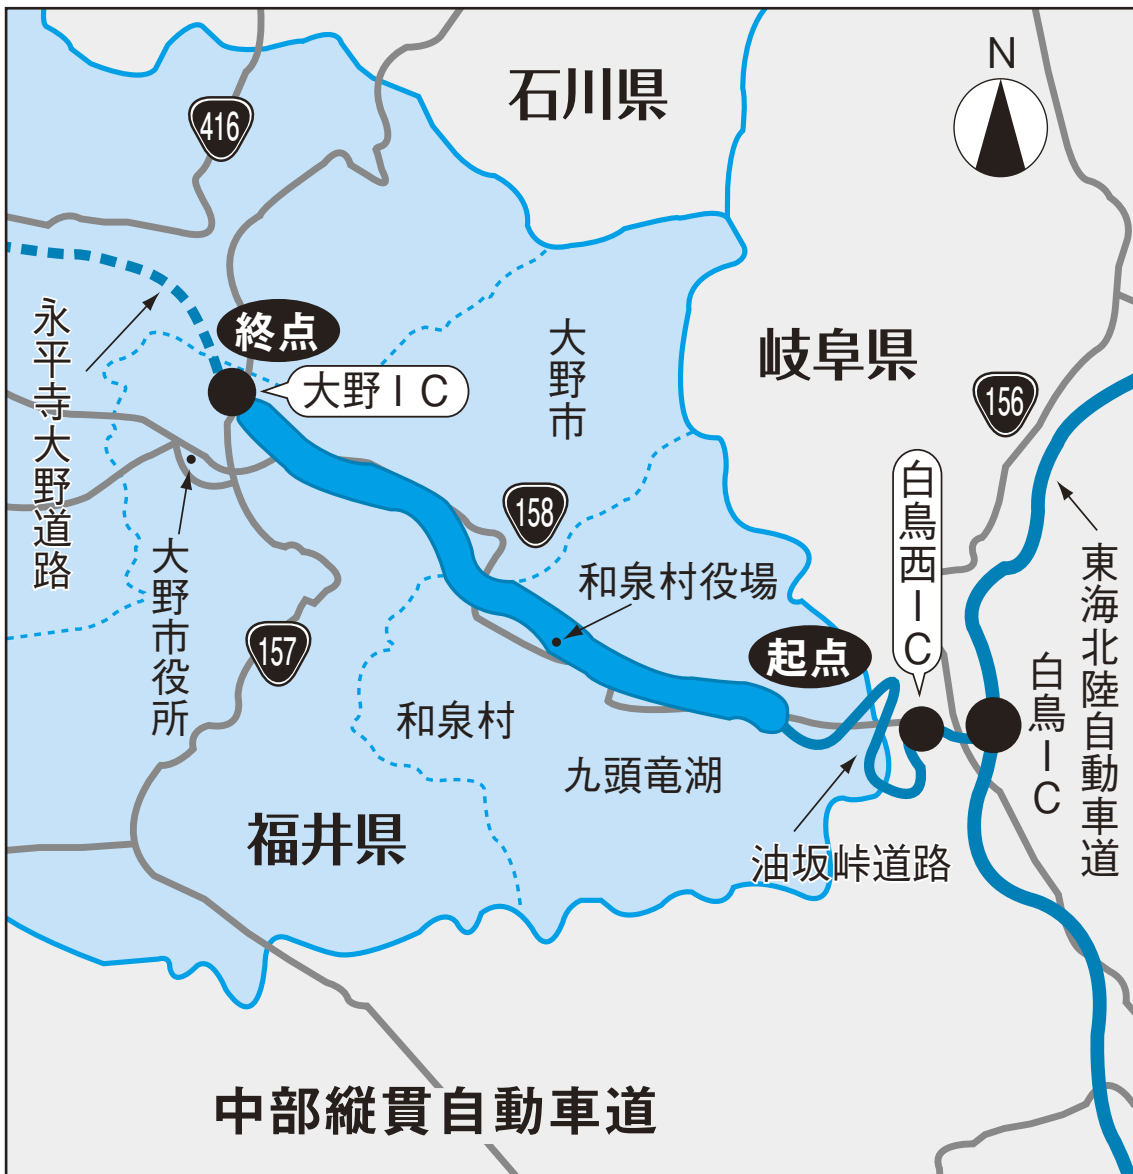 石川県
N
416
永平寺大野道路
終点
大野IC
大野市
岐阜県
156
白鳥西IC
158
大野市役所
和泉村役場
東海北陸自動車道
157
起点
白鳥IC
和泉村
九頭竜湖
福井県
油坂峠道路
中部縦貫自動車道